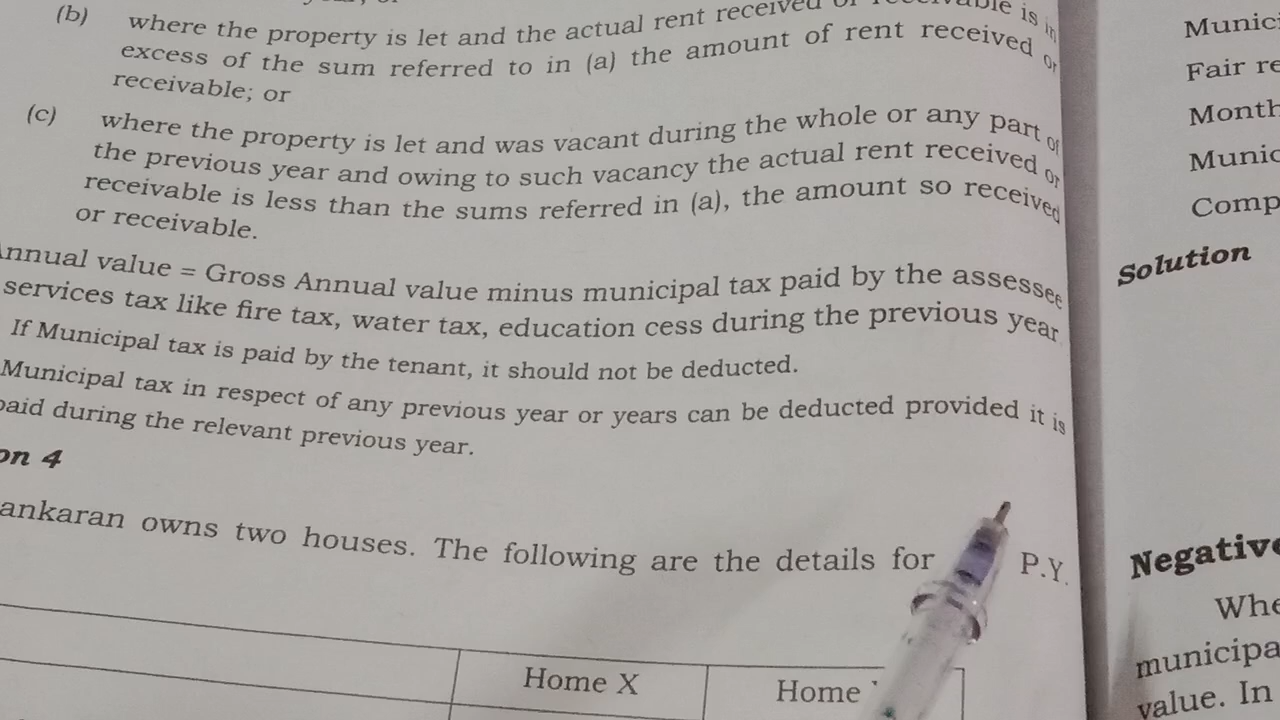 (b) where the property is let and the actual rent received or receivable is in
excess of the sum referred to in (a) the amount of rent received or
receivable; or
(c) where the property is let and was vacant during the whole or any part of
the previous year and owing to such vacancy the actual rent received or
receivable is less than the sums referred in (a), the amount so received
or receivable.
Annual value = Gross Annual value minus municipal tax paid by the assessee
services tax like fire tax, water tax, education cess during the previous year
If Municipal tax is paid by the tenant, it should not be deducted.
Municipal tax in respect of any previous year or years can be deducted provided it is
paid during the relevant previous year.
on 4
ankaran owns two houses. The following are the details for P.Y.
Home X
Home
Munici
Fair re
Month
Munic
Comp
Solution
Negative
Whe
municipa
value. In